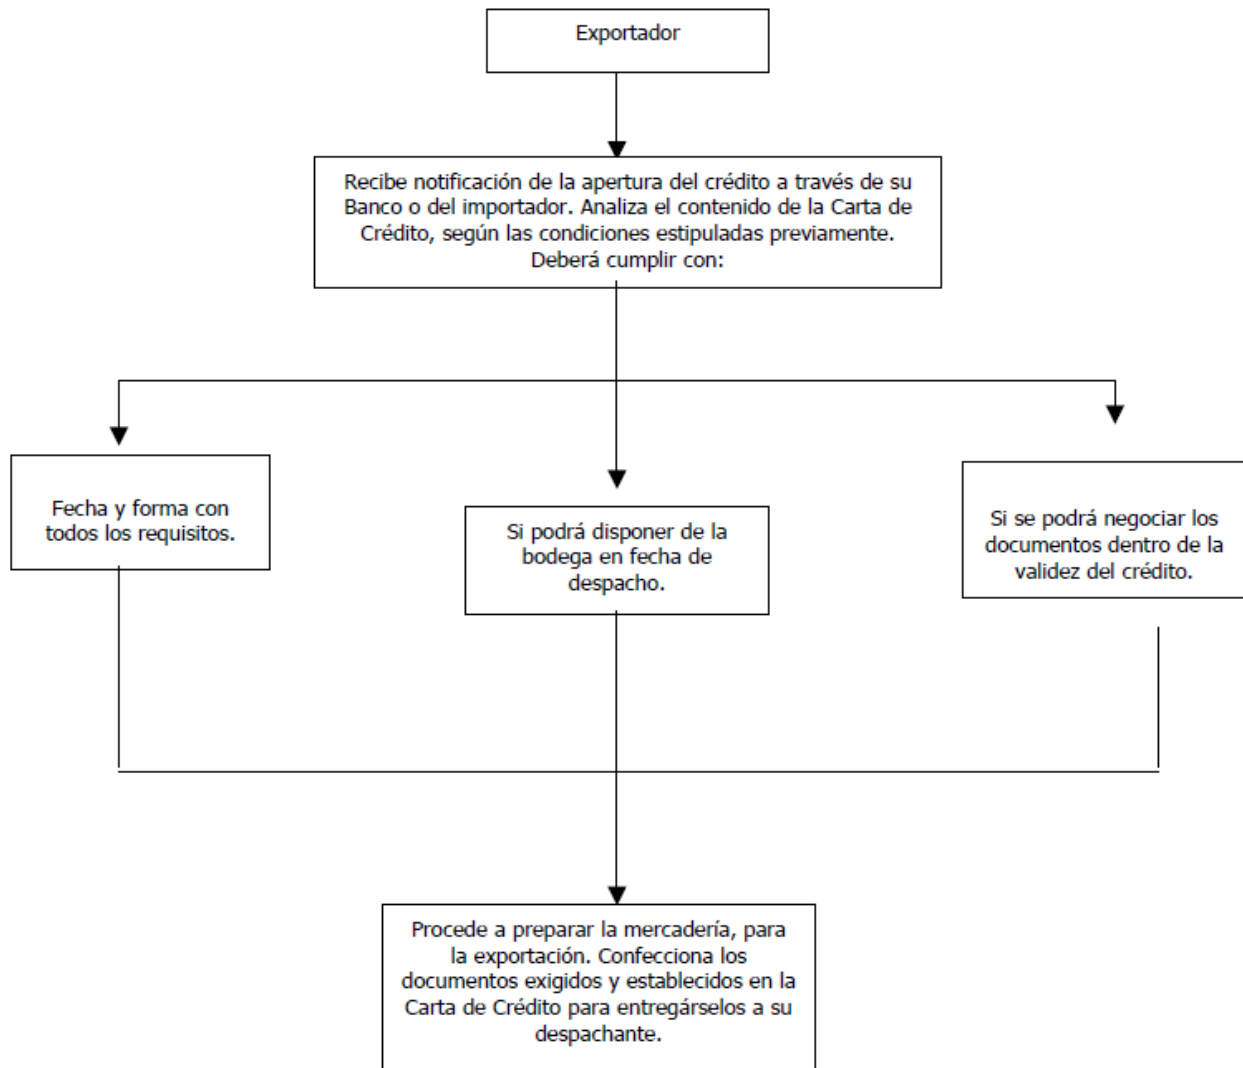 Exportador
Recibe notificación de la apertura del crédito a través de su
Banco o del importador. Analiza el contenido de la Carta de
Crédito, según las condiciones estipuladas previamente.
Deberá cumplir con:
Fecha y forma con
todos los requisitos.
Si podrá disponer de la
bodega en fecha de
despacho.
Si se podrá negociar los
documentos dentro de la
validez del crédito.
Procede a preparar la mercadería, para
la exportación. Confecciona los
documentos exigidos y establecidos en la
Carta de Crédito para entregárselos a su
despachante.